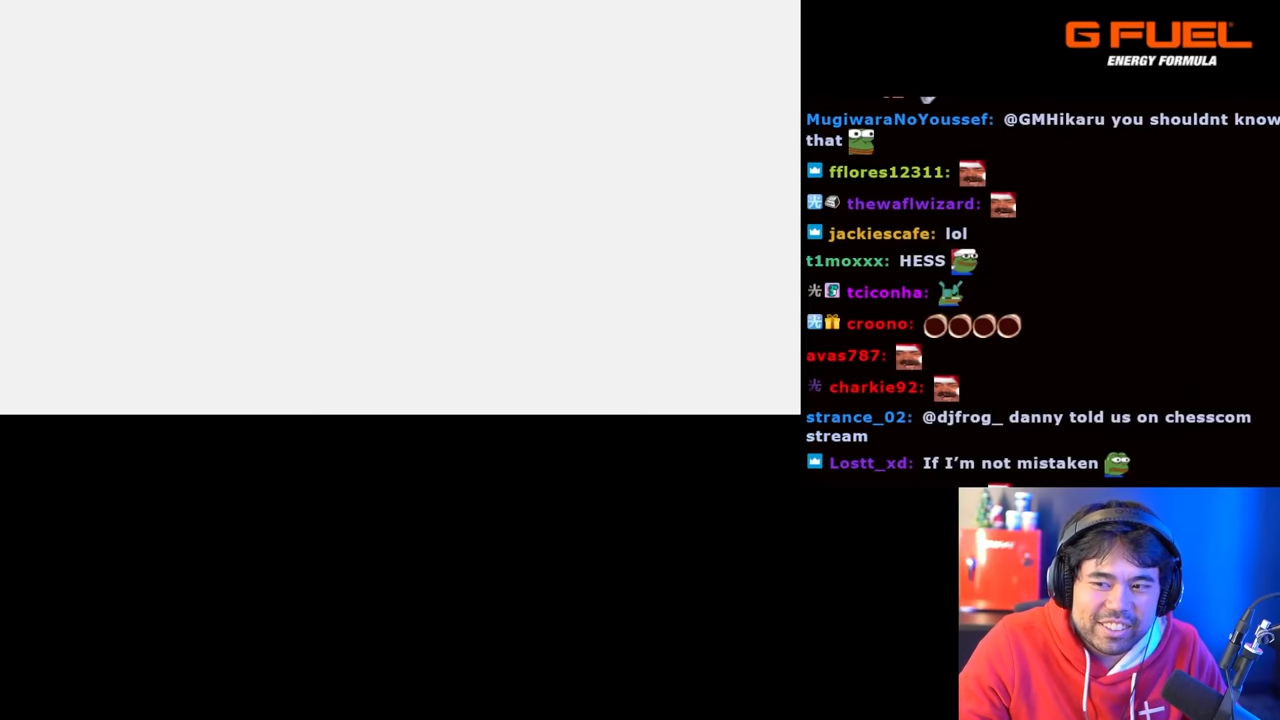 G FUEL
ENERGY FORMULA
MugiwaraNoYoussef: @GMHikaru you shouldnt know
that
fflores12311:
thewaflwizard:
jackiescafe: lol
t1moxxx: HESS
tciconha:
croono:
avas787:
charkie92:
strance_02: @djfrog_ danny told us on chesscom
stream
Lostt_xd: If I’m not mistaken